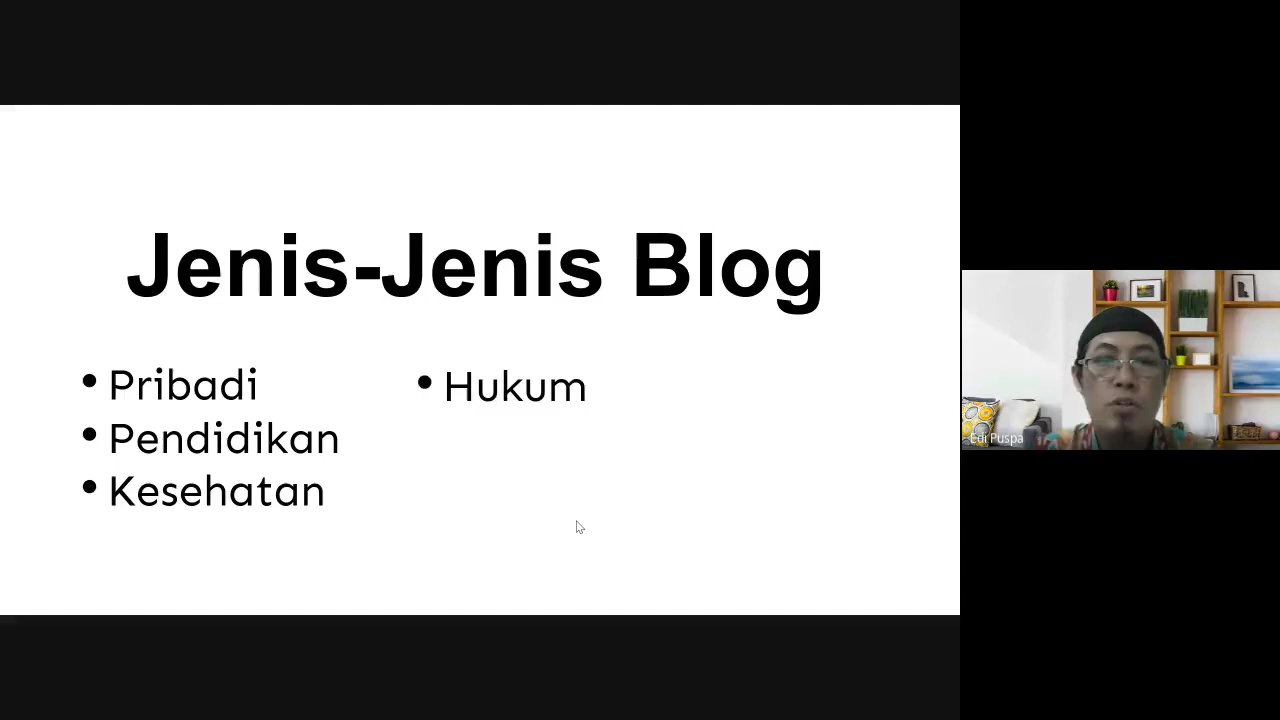 Jenis-Jenis Blog
• Pribadi
• Pendidikan
• Kesehatan
• Hukum
Edi Puspa